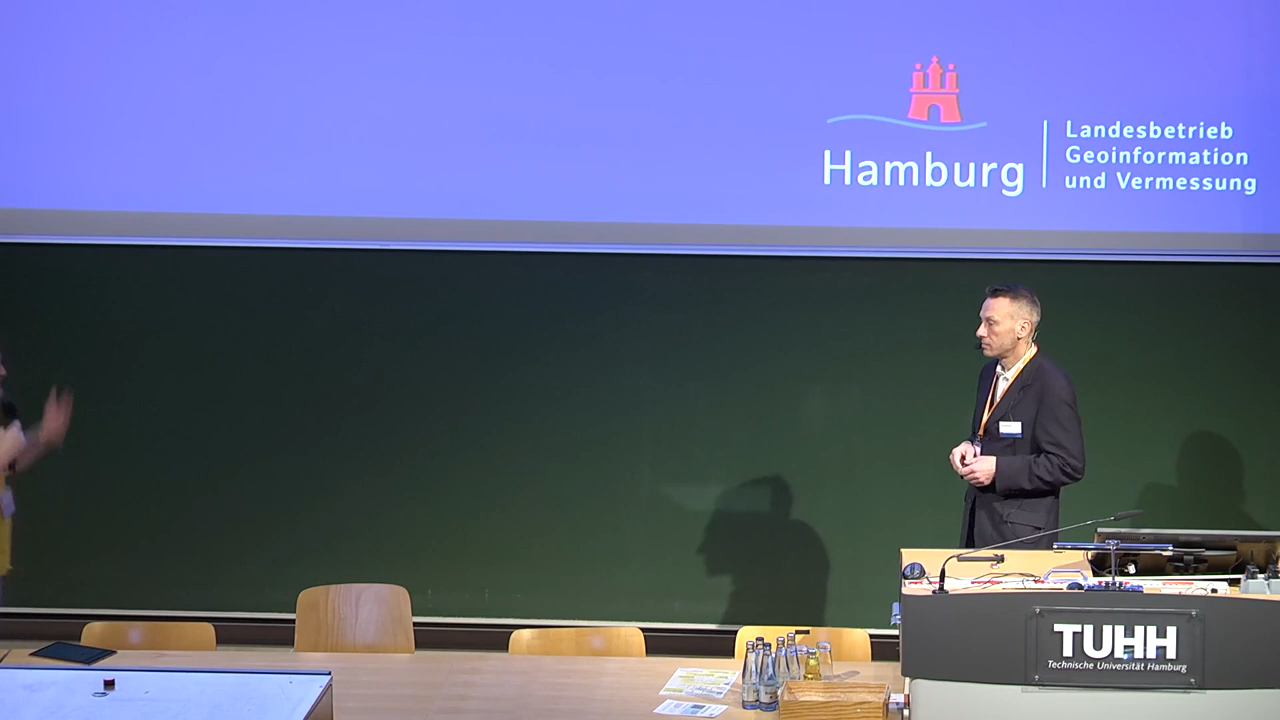 Hamburg
Landesbetrieb
Geoinformation
und Vermessung
TUHH
Technische Universität Hamburg